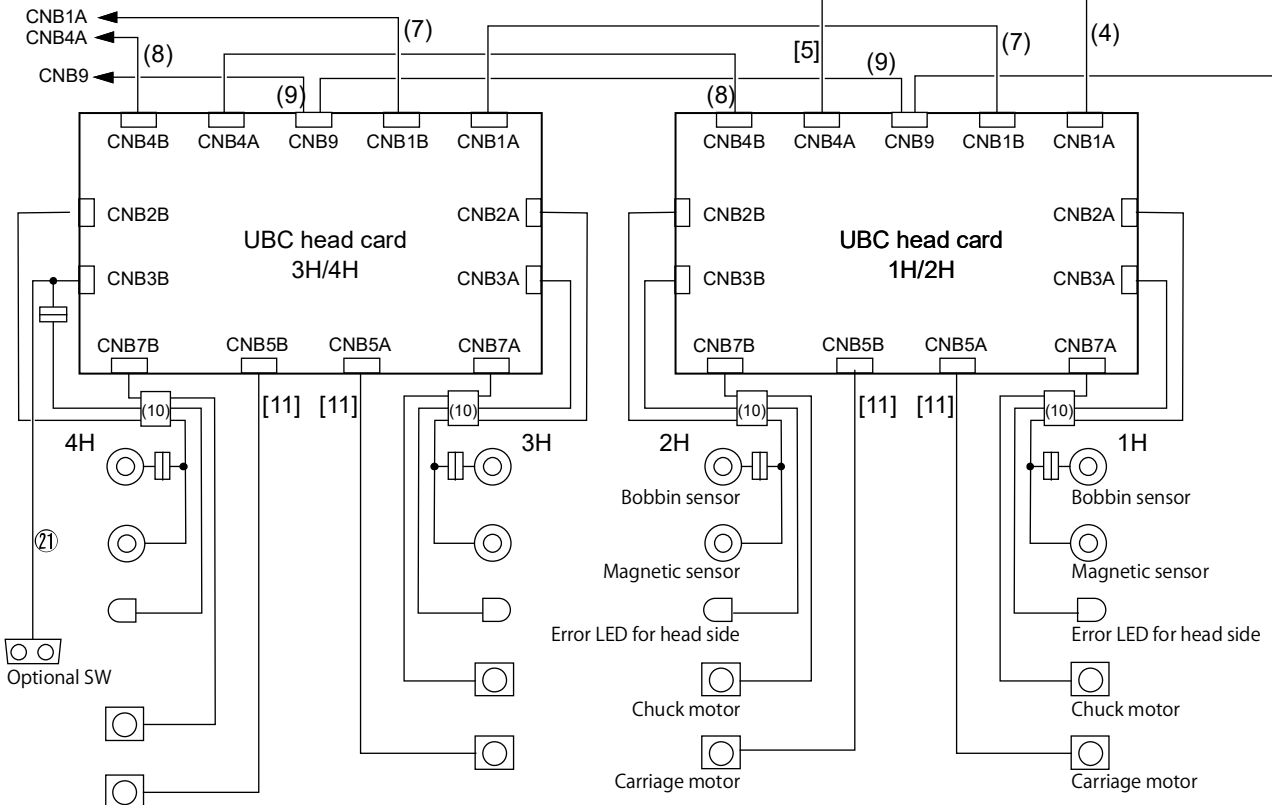 CNB1A
CNB4A
(8)
(7)
[5]
(7)
(4)
CNB9
(9)
(8)
(9)
CNB4B CNB4A CNB9 CNB1B CNB1A
CNB4B CNB4A CNB9 CNB1B CNB1A
CNB2B CNB2A
CNB2B CNB2A
UBC head card
3H/4H
UBC head card
1H/2H
CNB3B CNB3A
CNB3B CNB3A
CNB7B CNB5B CNB5A CNB7A
CNB7B CNB5B CNB5A CNB7A
(10) [11] [11] (10)
(10) [11] [11] (10)
4H 3H
2H 1H
Bobbin sensor
Bobbin sensor
㉑
Magnetic sensor
Magnetic sensor
Error LED for head side
Error LED for head side
Optional SW
Chuck motor
Chuck motor
Carriage motor
Carriage motor